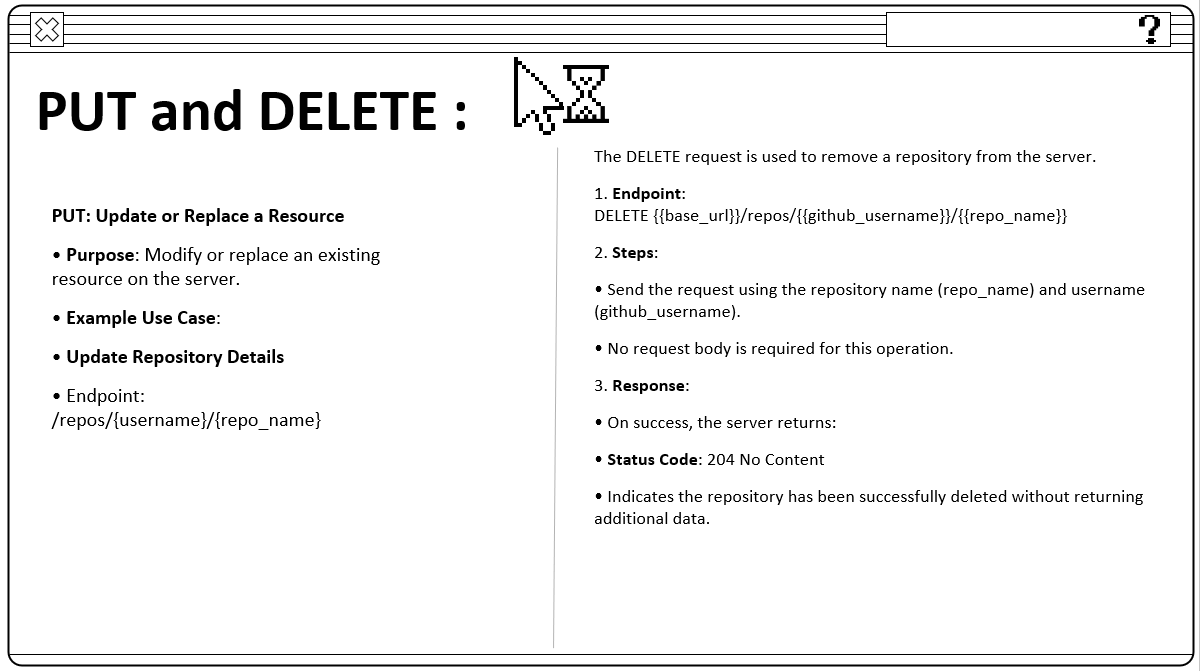 ?
PUT and DELETE :
PUT: Update or Replace a Resource
• Purpose: Modify or replace an existing
resource on the server.
• Example Use Case:
• Update Repository Details
• Endpoint:
/repos/{username}/{repo_name}
The DELETE request is used to remove a repository from the server.
1. Endpoint:
DELETE {{base_url}}/repos/{{github_username}}/{{repo_name}}
2. Steps:
• Send the request using the repository name (repo_name) and username
(github_username).
• No request body is required for this operation.
3. Response:
• On success, the server returns:
• Status Code: 204 No Content
• Indicates the repository has been successfully deleted without returning
additional data.